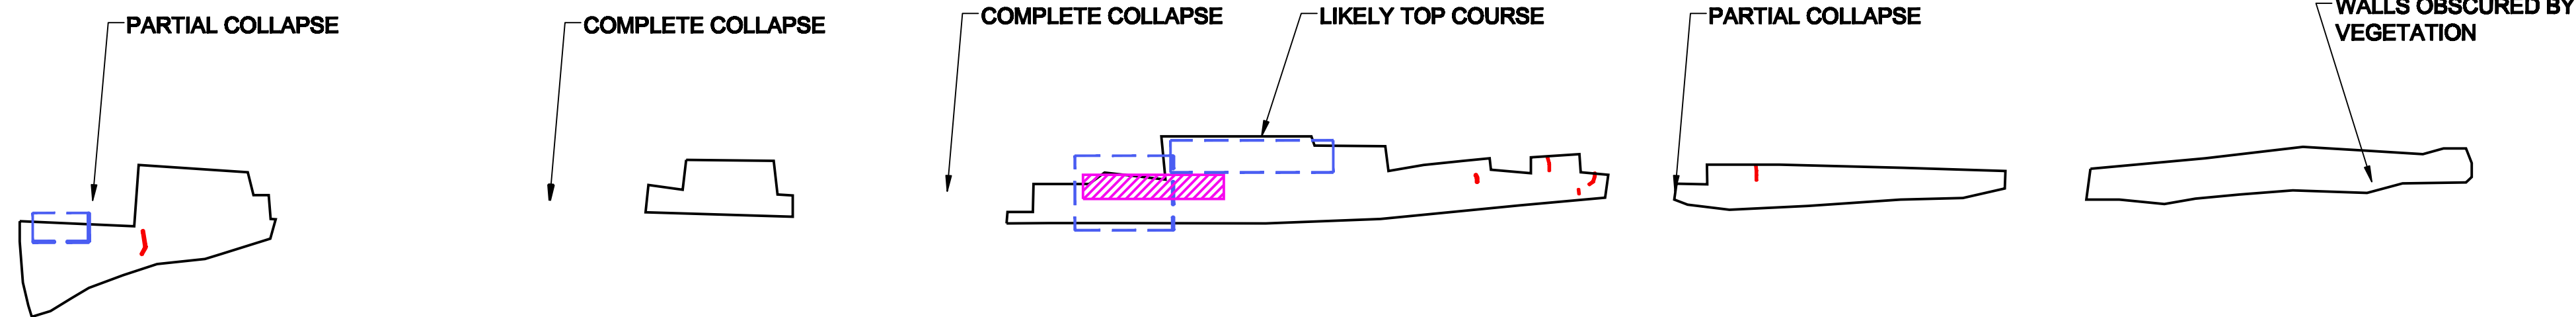 PARTIAL COLLAPSE
COMPLETE COLLAPSE
COMPLETE COLLAPSE
LIKELY TOP COURSE
PARTIAL COLLAPSE
WALLS OBSCURED BY
VEGETATION